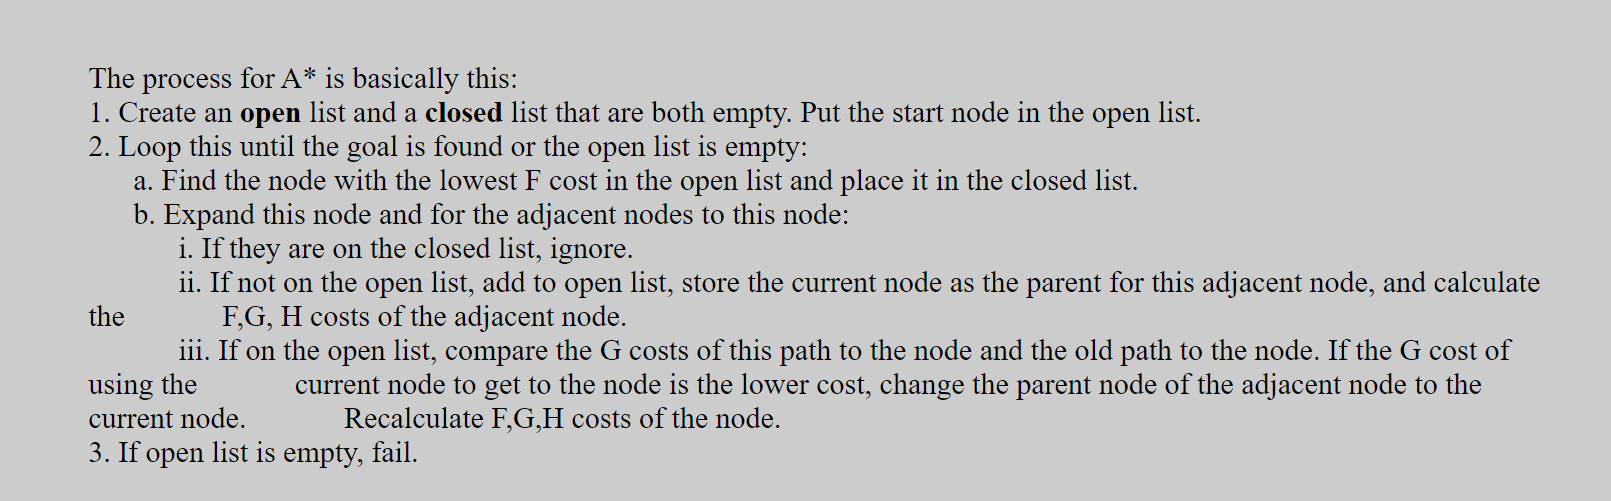 The process for A* is basically this:
1. Create an open list and a closed list that are both empty. Put the start node in the open list.
2. Loop this until the goal is found or the open list is empty:
a. Find the node with the lowest F cost in the open list and place it in the closed list.
b. Expand this node and for the adjacent nodes to this node:
i. If they are on the closed list, ignore.
ii. If not on the open list, add to open list, store the current node as the parent for this adjacent node, and calculate
the F,G, H costs of the adjacent node.
iii. If on the open list, compare the G costs of this path to the node and the old path to the node. If the G cost of
using the current node to get to the node is the lower cost, change the parent node of the adjacent node to the
current node. Recalculate F,G,H costs of the node.
3. If open list is empty, fail.